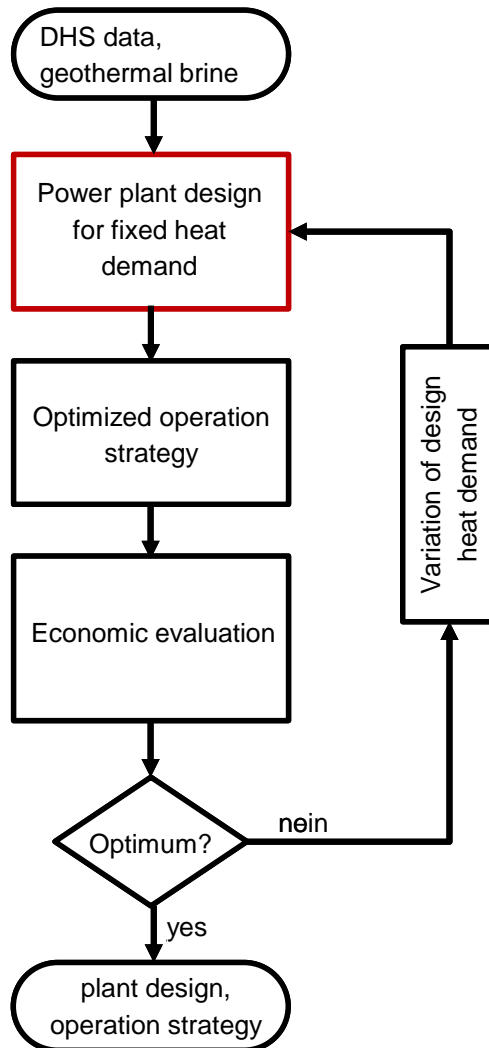 DHS data,
geothermal brine
Power plant design
for fixed heat
demand
Optimized operation
strategy
Economic evaluation
Variation of design
heat demand
Optimum?
nein
yes
plant design,
operation strategy